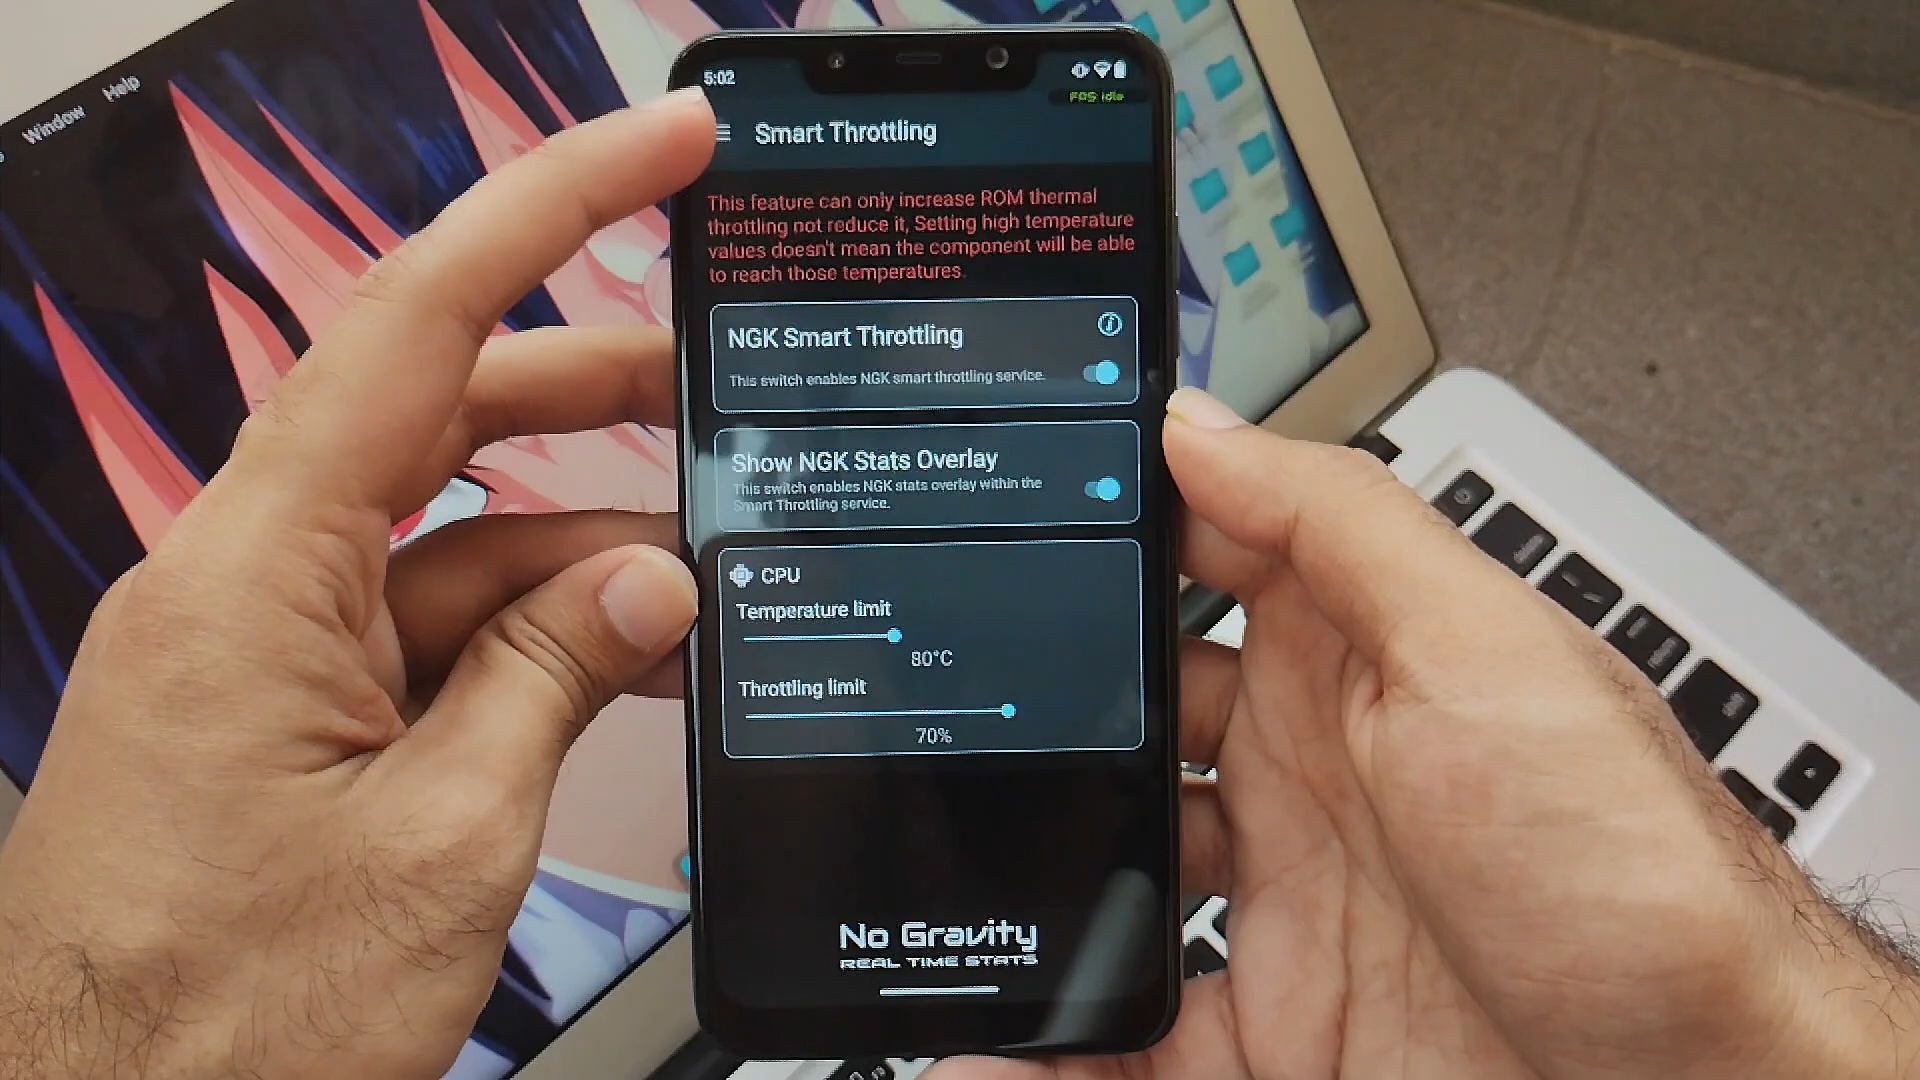 Window Help
5:02
FPS: idle
Smart Throttling
This feature can only increase ROM thermal
throttling not reduce it, Setting high temperature
values doesn't mean the component will be able
to reach those temperatures.
NGK Smart Throttling
This switch enables NGK smart throttling service.
Show NGK Stats Overlay
This switch enables NGK stats overlay within the
Smart Throttling service.
CPU
Temperature limit
80°C
Throttling limit
70%
No Gravity
REAL TIME STATS
delete
return